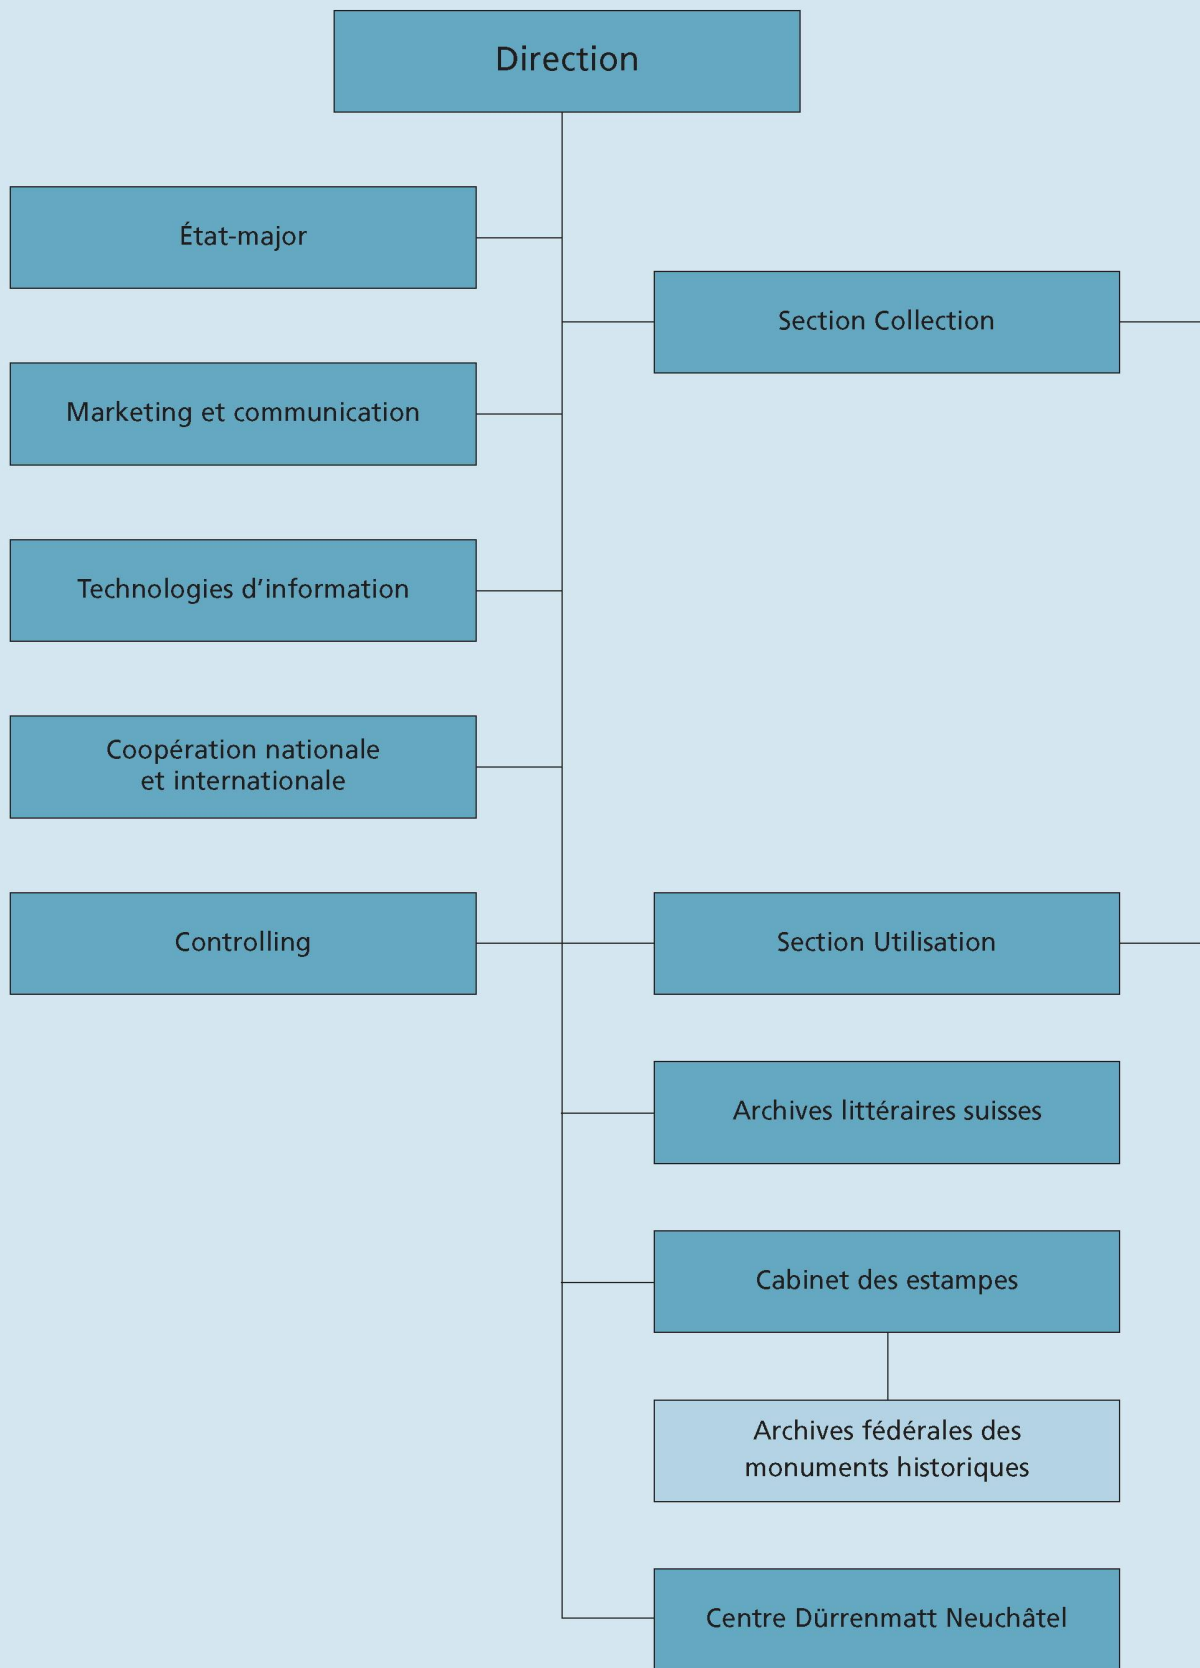 Direction
État-major
Section Collection
Marketing et communication
Technologies d'information
Coopération nationale
et internationale
Controlling
Section Utilisation
Archives littéraires suisses
Cabinet des estampes
Archives fédérales des
monuments historiques
Centre Dürrenmatt Neuchâtel